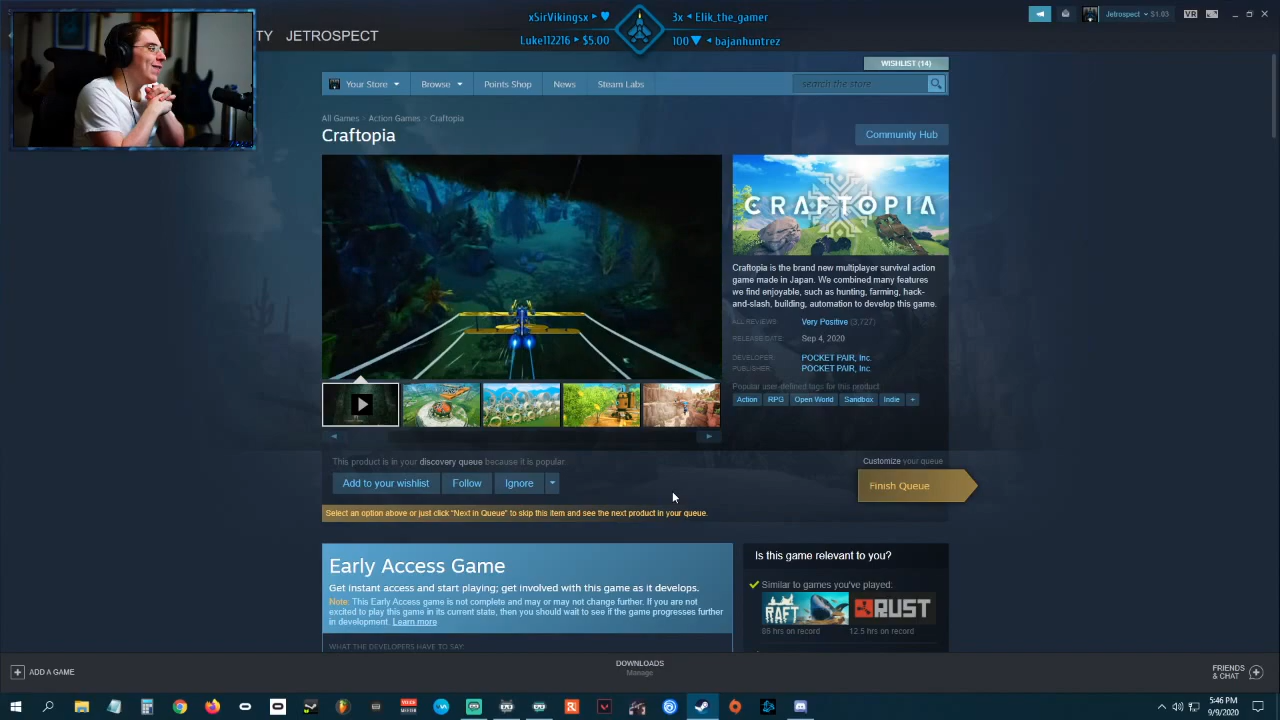 xSirVikingsx ▸ ♥
3x ◂ Elik_the_gamer
Luke112216 ▸ $5.00
100 ▼ ◂ bajanhuntrez
TY JETROSPECT
Jetrospect $1.83
VR
WISHLIST (14)
Your Store Browse Points Shop News Steam Labs search the store
All Games > Action Games > Craftopia
Craftopia
Community Hub
CRAFTOPIA
Craftopia is the brand new multiplayer survival action
game made in Japan. We combined many features
we find enjoyable, such as hunting, farming, hack-
and-slash, building, automation to develop this game.
ALL REVIEWS: Very Positive (3,727)
RELEASE DATE: Sep 4, 2020
DEVELOPER: POCKET PAIR, Inc.
PUBLISHER: POCKET PAIR, Inc.
Popular user-defined tags for this product:
Action RPG Open World Sandbox Indie +
This product is in your discovery queue because it is popular.
Customize your queue
Add to your wishlist Follow Ignore
Finish Queue
Select an option above or just click "Next in Queue" to skip this item and see the next product in your queue.
Early Access Game
Get instant access and start playing; get involved with this game as it develops.
Note: This Early Access game is not complete and may or may not change further. If you are
not excited to play this game in its current state, then you should wait to see if the game progresses further
in development. Learn more
WHAT THE DEVELOPERS HAVE TO SAY:
Is this game relevant to you?
Similar to games you've played:
RAFT RUST
86 hrs on record 12.5 hrs on record
ADD A GAME
DOWNLOADS
Manage
FRIENDS
& CHAT
VOICE
MEETER
5:46 PM
9/9/2020